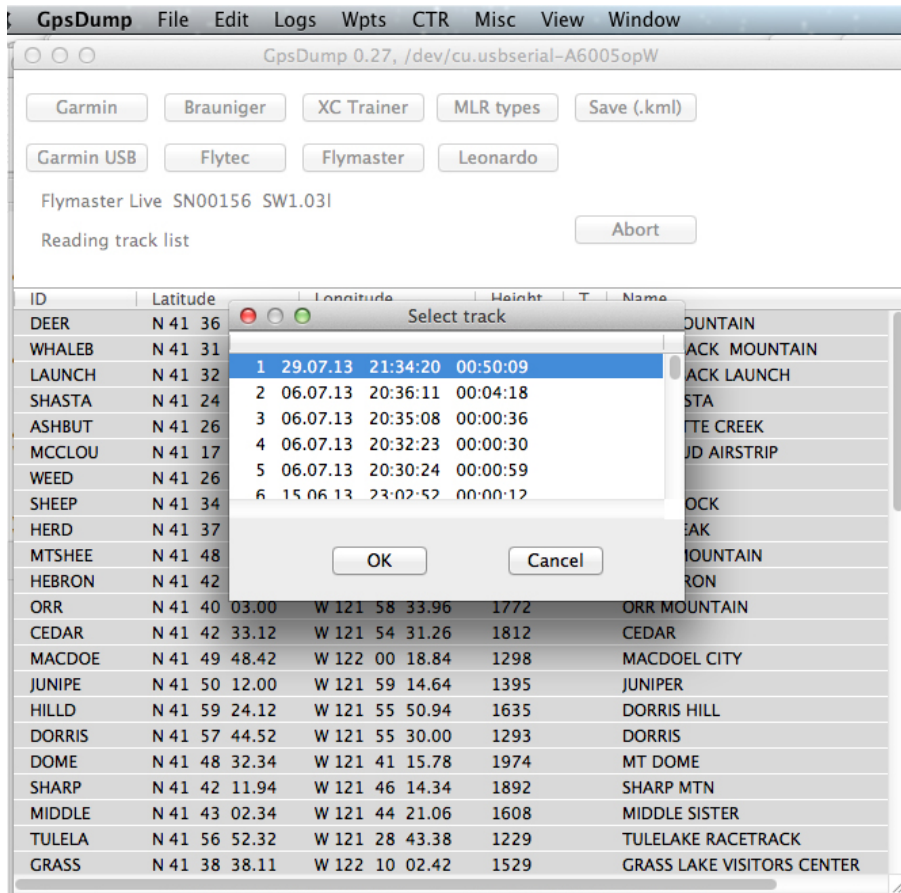 GpsDump File Edit Logs Wpts CTR Misc View Window
GpsDump 0.27, /dev/cu.usbserial-A6005opW
Garmin Brauniger XC Trainer MLR types Save (.kml)
Garmin USB Flytec Flymaster Leonardo
Flymaster Live SN00156 SW1.03l
Abort
Reading track list
ID Latitude Longitude Height T Name
Select track
1 29.07.13 21:34:20 00:50:09
2 06.07.13 20:36:11 00:04:18
3 06.07.13 20:35:08 00:00:36
4 06.07.13 20:32:23 00:00:30
5 06.07.13 20:30:24 00:00:59
6 15.06.13 23:02:52 00:00:12
OK Cancel
DEER N 41 36 OUNTAIN
WHALEB N 41 31 ACK MOUNTAIN
LAUNCH N 41 32 ACK LAUNCH
SHASTA N 41 24 STA
ASHBUT N 41 26 TTE CREEK
MCCLOU N 41 17 UD AIRSTRIP
WEED N 41 26
SHEEP N 41 34 OCK
HERD N 41 37 EAK
MTSHEE N 41 48 MOUNTAIN
HEBRON N 41 42 RON
ORR N 41 40 03.00 W 121 58 33.96 1772 ORR MOUNTAIN
CEDAR N 41 42 33.12 W 121 54 31.26 1812 CEDAR
MACDOE N 41 49 48.42 W 122 00 18.84 1298 MACDOEL CITY
JUNIPE N 41 50 12.00 W 121 59 14.64 1395 JUNIPER
HILLD N 41 59 24.12 W 121 55 50.94 1635 DORRIS HILL
DORRIS N 41 57 44.52 W 121 55 30.00 1293 DORRIS
DOME N 41 48 32.34 W 121 41 15.78 1974 MT DOME
SHARP N 41 42 11.94 W 121 46 14.34 1892 SHARP MTN
MIDDLE N 41 43 02.34 W 121 44 21.06 1608 MIDDLE SISTER
TULELA N 41 56 52.32 W 121 28 43.38 1229 TULELAKE RACETRACK
GRASS N 41 38 38.11 W 122 10 02.42 1529 GRASS LAKE VISITORS CENTER